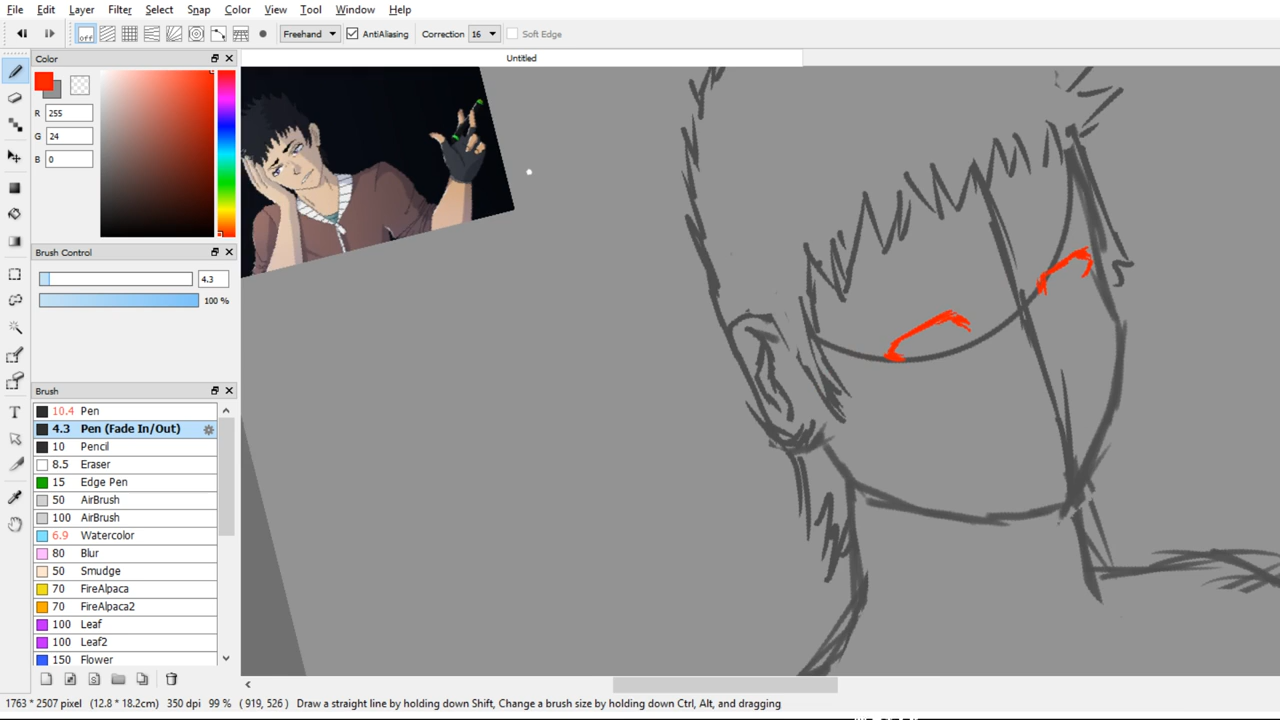 File Edit Layer Filter Select Snap Color View Tool Window Help
off Freehand AntiAliasing Correction 16 Soft Edge
Color
Untitled
R 255
G 24
B 0
Brush Control
4.3
100 %
Brush
10.4 Pen
4.3 Pen (Fade In/Out)
10 Pencil
8.5 Eraser
15 Edge Pen
50 AirBrush
100 AirBrush
6.9 Watercolor
80 Blur
50 Smudge
70 FireAlpaca
70 FireAlpaca2
100 Leaf
100 Leaf2
150 Flower
1763 * 2507 pixel (12.8 * 18.2cm) 350 dpi 99 % ( 919, 526 ) Draw a straight line by holding down Shift, Change a brush size by holding down Ctrl, Alt, and dragging